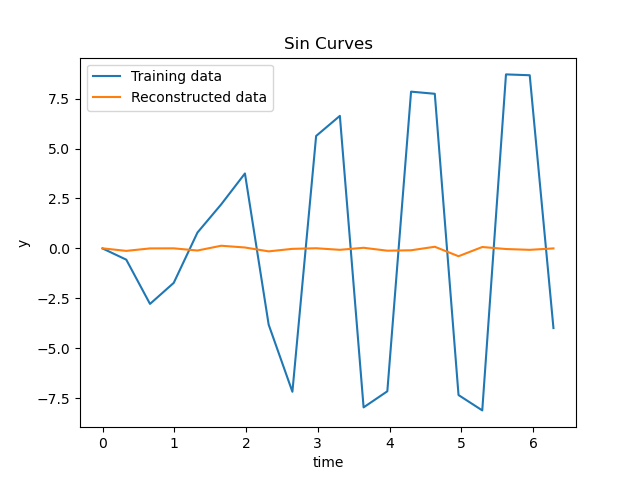 Sin Curves
Training data
Reconstructed data
7.5
5.0
2.5
0.0
−2.5
−5.0
−7.5
y
0 1 2 3 4 5 6
time